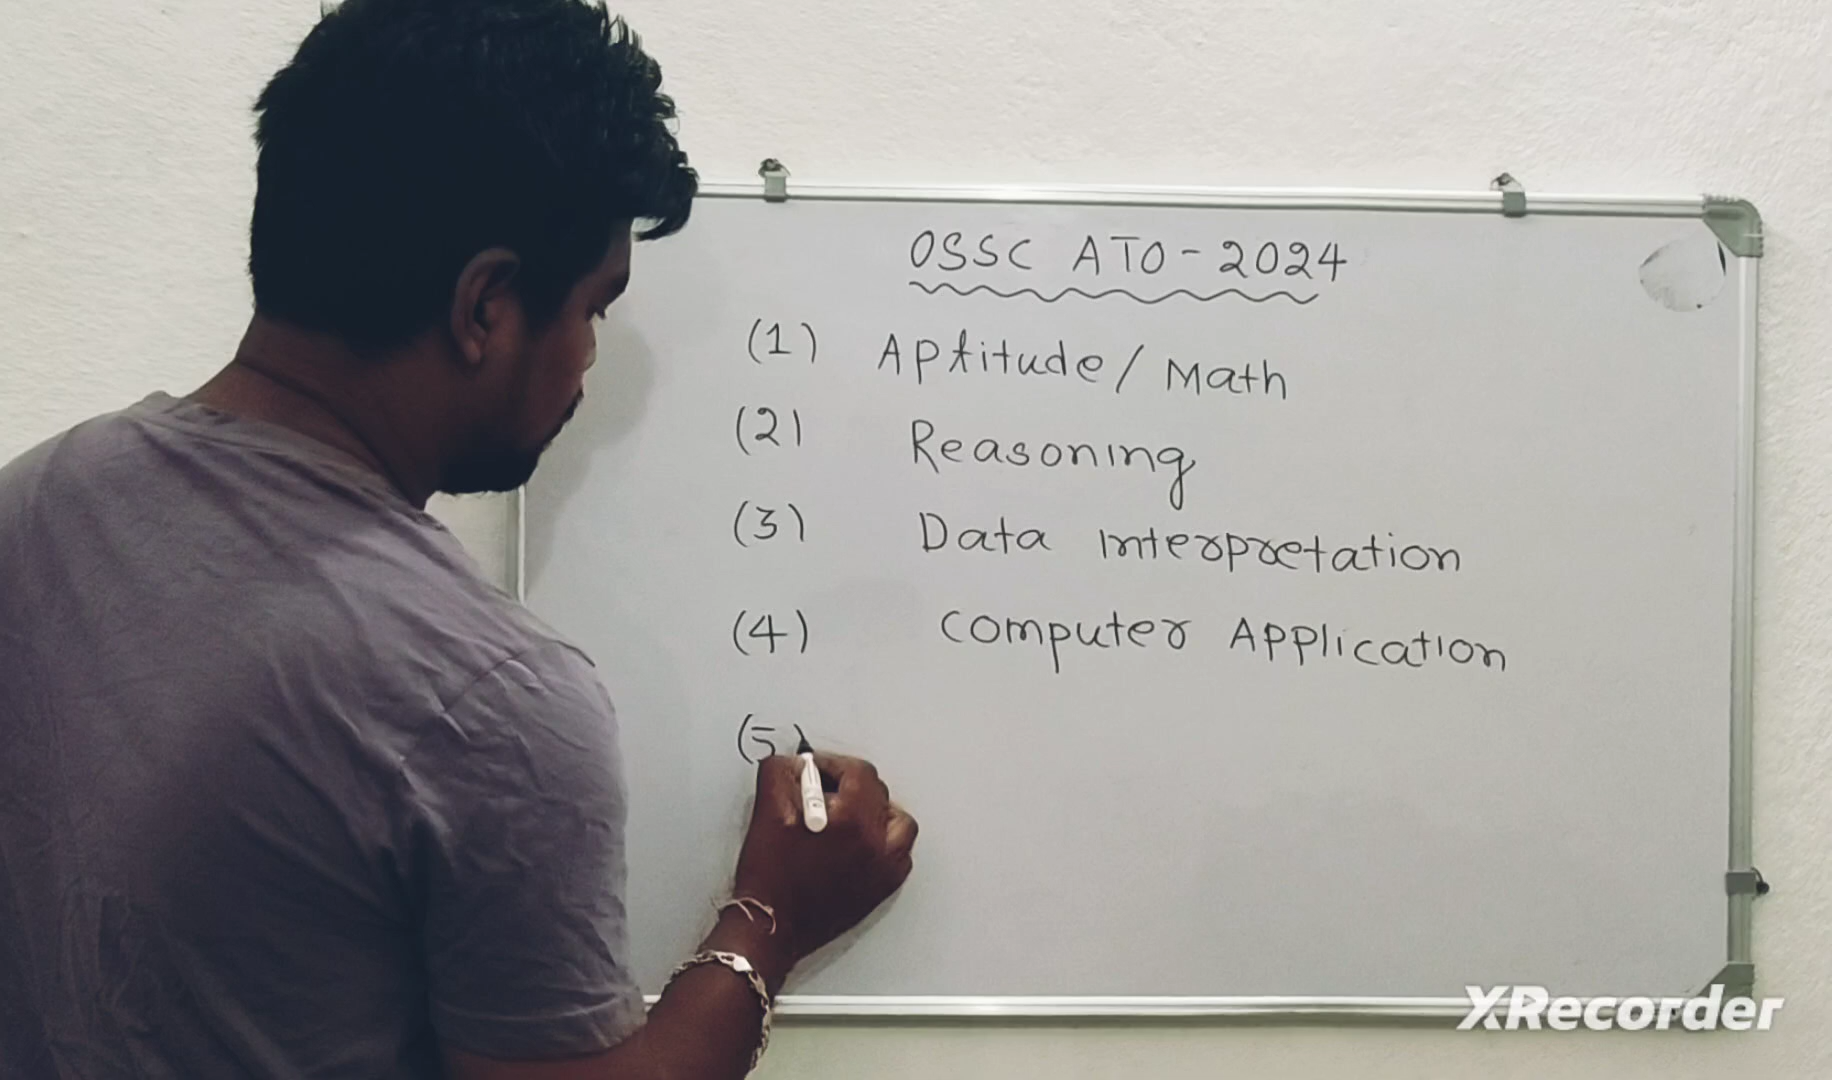 OSSC ATO - 2024
(1) Aptitude / Math
(2) Reasoning
(3) Data Interpretation
(4) Computer Application
(5)
XRecorder